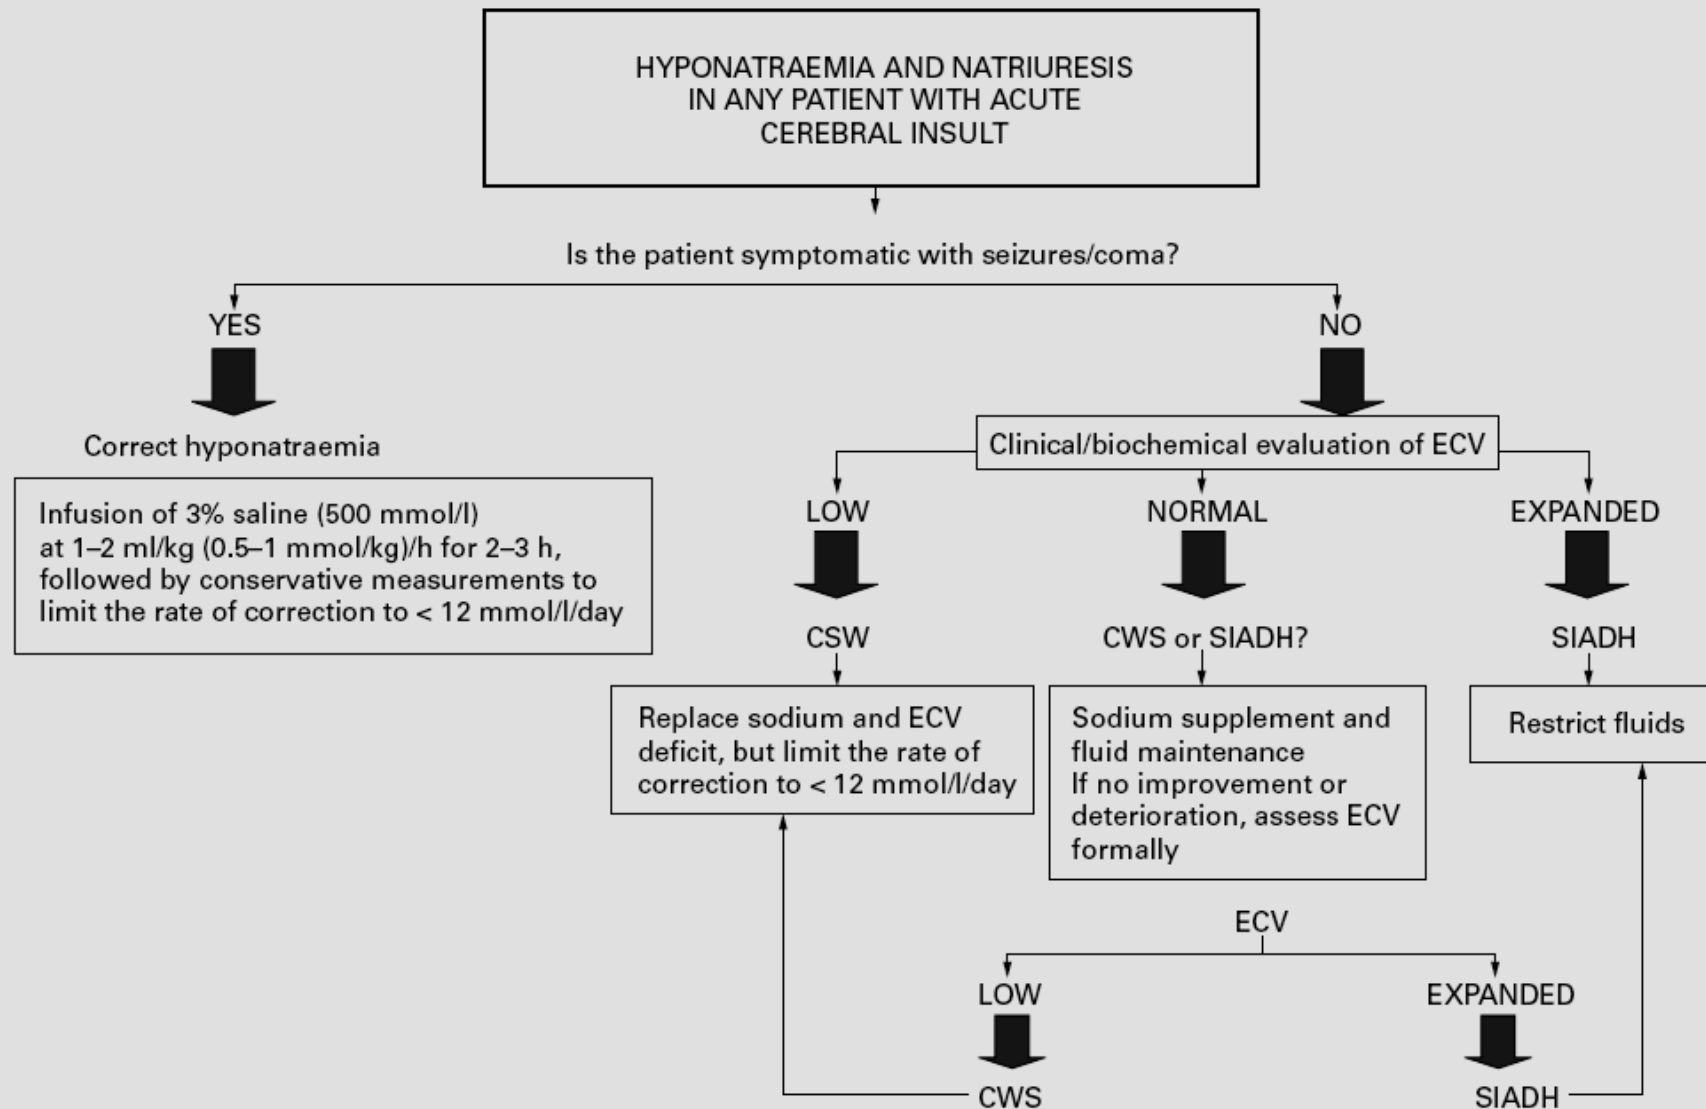 HYPONATRAEMIA AND NATRIURESIS
IN ANY PATIENT WITH ACUTE
CEREBRAL INSULT
Is the patient symptomatic with seizures/coma?
YES
NO
Correct hyponatraemia
Clinical/biochemical evaluation of ECV
Infusion of 3% saline (500 mmol/l)
at 1–2 ml/kg (0.5–1 mmol/kg)/h for 2–3 h,
followed by conservative measurements to
limit the rate of correction to < 12 mmol/l/day
LOW
NORMAL
EXPANDED
CSW
CWS or SIADH?
SIADH
Replace sodium and ECV
deficit, but limit the rate of
correction to < 12 mmol/l/day
Sodium supplement and
fluid maintenance
If no improvement or
deterioration, assess ECV
formally
Restrict fluids
ECV
LOW
EXPANDED
CWS
SIADH